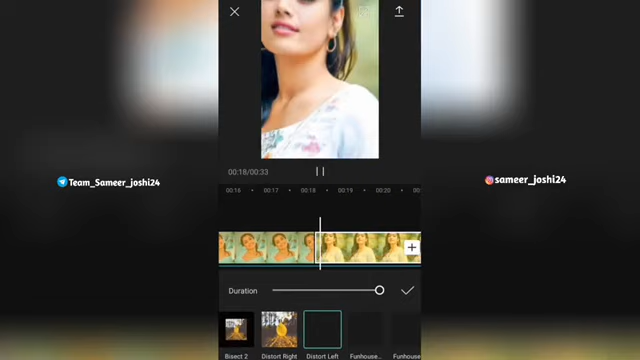 00:18/00:33
00:16
00:17
00:18
00:19
00:20
00:
Team_Sameer_joshi24
sameer_joshi24
Duration
Bisect 2
Distort Right
Distort Left
Funhouse...
Funhouse